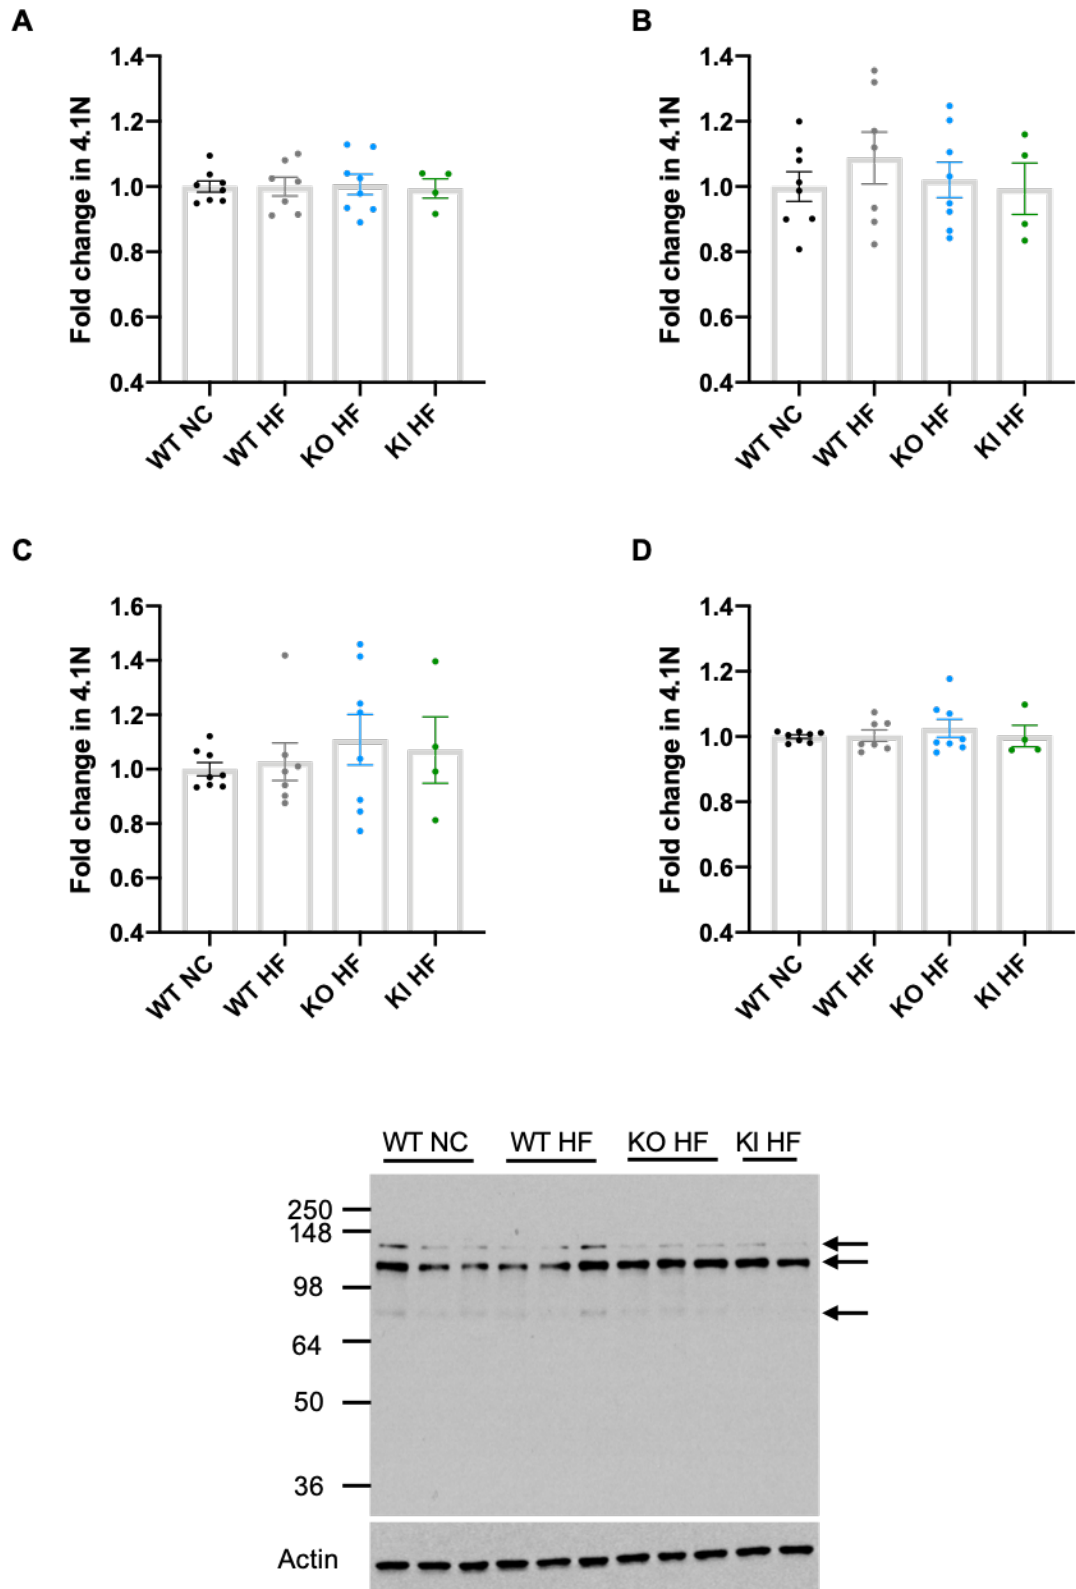 A
Fold change in 4.1N
1.4
1.2
1.0
0.8
0.6
0.4
WT NC
WT HF
KO HF
KI HF
B
Fold change in 4.1N
1.4
1.2
1.0
0.8
0.6
0.4
WT NC
WT HF
KO HF
KI HF
C
Fold change in 4.1N
1.6
1.4
1.2
1.0
0.8
0.6
0.4
WT NC
WT HF
KO HF
KI HF
D
Fold change in 4.1N
1.4
1.2
1.0
0.8
0.6
0.4
WT NC
WT HF
KO HF
KI HF
WT NC WT HF KO HF KI HF
250
148
98
64
50
36
Actin